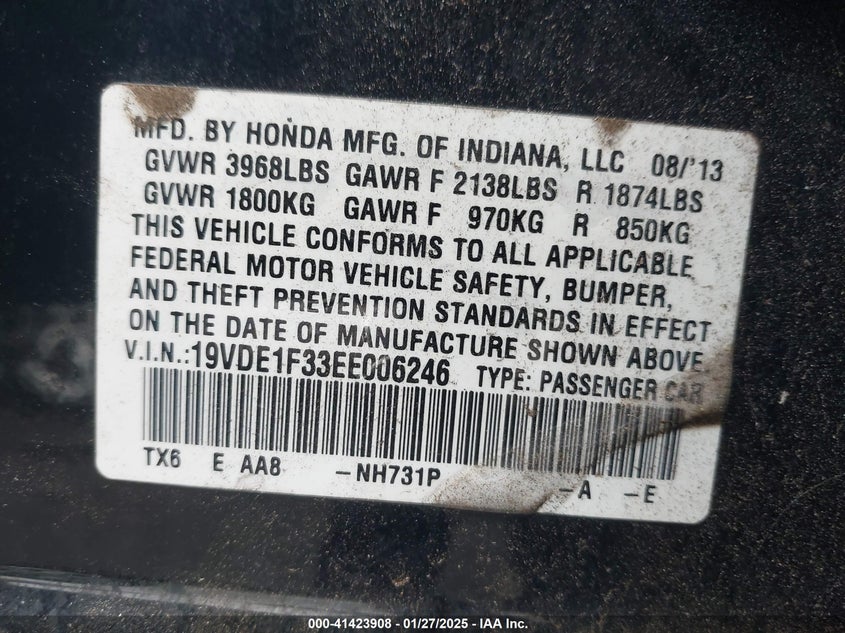 MFD. BY HONDA MFG. OF INDIANA, LLC 08/'13
GVWR 3968LBS GAWR F 2138LBS R 1874LBS
GVWR 1800KG GAWR F 970KG R 850KG
THIS VEHICLE CONFORMS TO ALL APPLICABLE
FEDERAL MOTOR VEHICLE SAFETY, BUMPER,
AND THEFT PREVENTION STANDARDS IN EFFECT
ON THE DATE OF MANUFACTURE SHOWN ABOVE.
V.I.N.:19VDE1F33EE006246 TYPE: PASSENGER CAR
TX6 E AA8 -NH731P -A -E
000-41423908 - 01/27/2025 - IAA Inc.